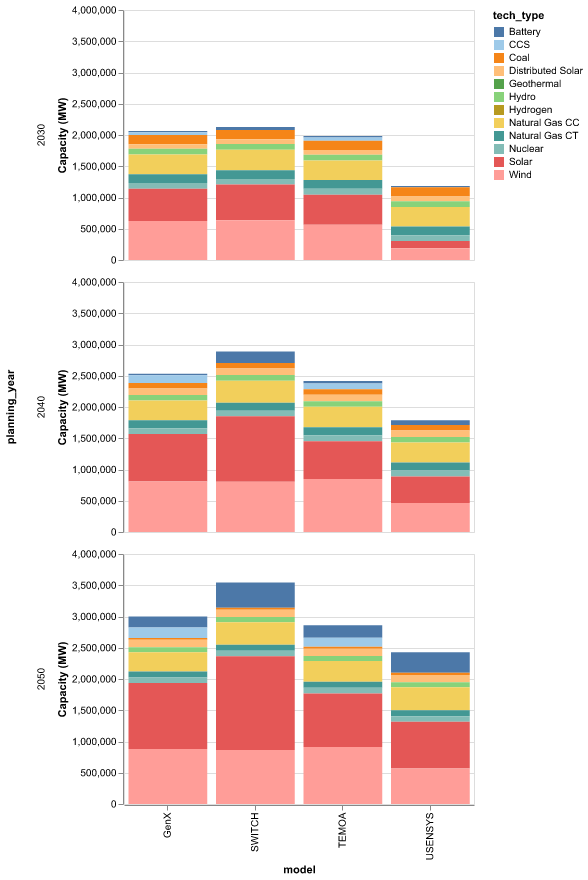 tech_type
Battery
CCS
Coal
Distributed Solar
Geothermal
Hydro
Hydrogen
Natural Gas CC
Natural Gas CT
Nuclear
Solar
Wind
planning_year
2030
Capacity (MW)
4,000,000
3,500,000
3,000,000
2,500,000
2,000,000
1,500,000
1,000,000
500,000
0
2040
Capacity (MW)
4,000,000
3,500,000
3,000,000
2,500,000
2,000,000
1,500,000
1,000,000
500,000
0
2050
Capacity (MW)
4,000,000
3,500,000
3,000,000
2,500,000
2,000,000
1,500,000
1,000,000
500,000
0
GenX
SWITCH
TEMOA
USENSYS
model